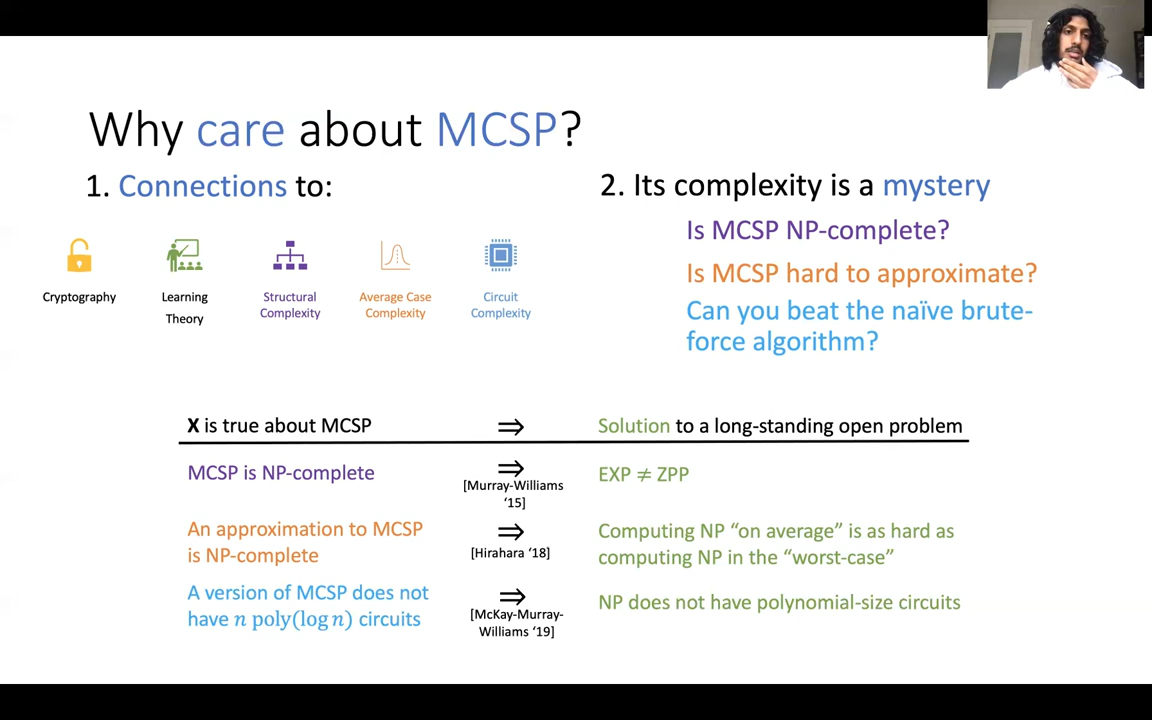 Why care about MCSP?
1. Connections to:
Cryptography
Learning
Theory
Structural
Complexity
Average Case
Complexity
Circuit
Complexity
2. Its complexity is a mystery
Is MCSP NP-complete?
Is MCSP hard to approximate?
Can you beat the naïve brute-
force algorithm?
X is true about MCSP ⇒ Solution to a long-standing open problem
MCSP is NP-complete ⇒ EXP ≠ ZPP
[Murray-Williams
‘15]
An approximation to MCSP
is NP-complete
⇒
[Hirahara ‘18]
Computing NP “on average” is as hard as
computing NP in the “worst-case”
A version of MCSP does not
have n poly(log n) circuits
⇒
[McKay-Murray-
Williams ‘19]
NP does not have polynomial-size circuits